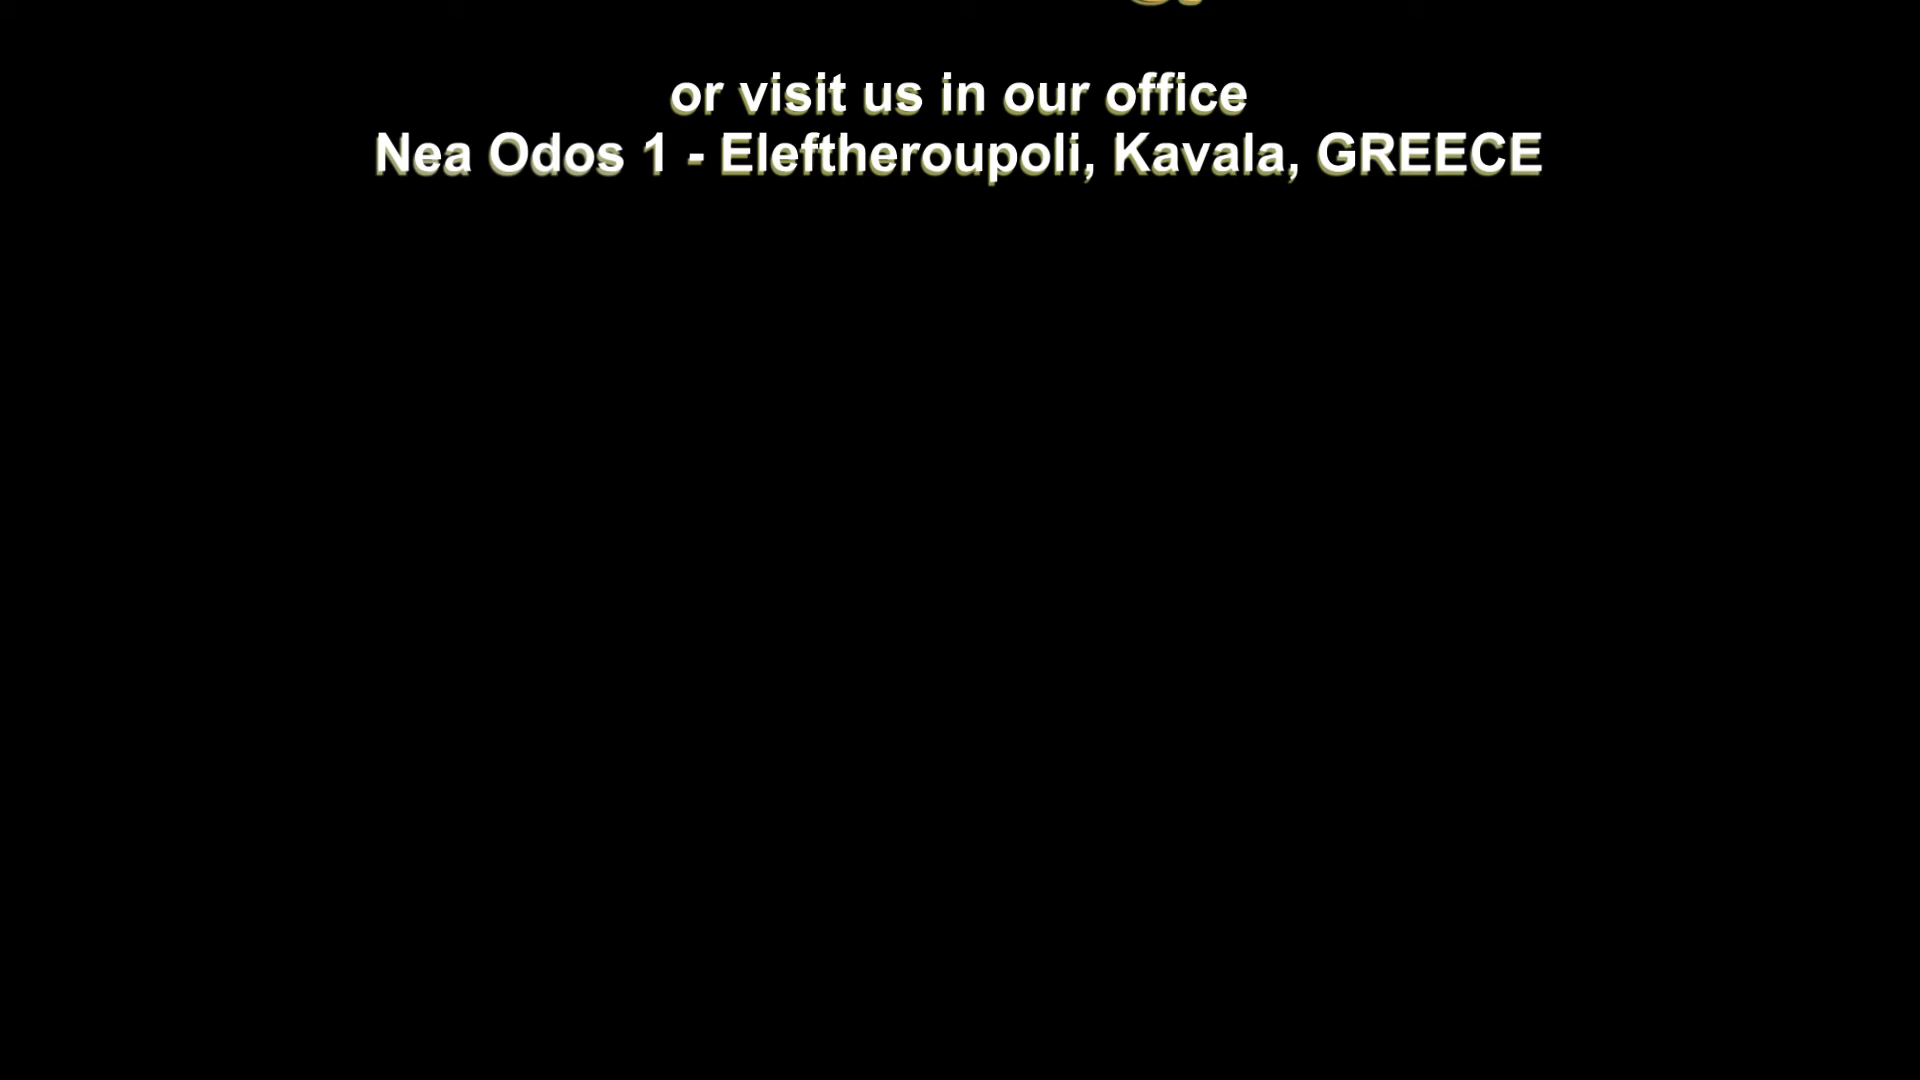 or visit us in our office
Nea Odos 1 - Eleftheroupoli, Kavala, GREECE